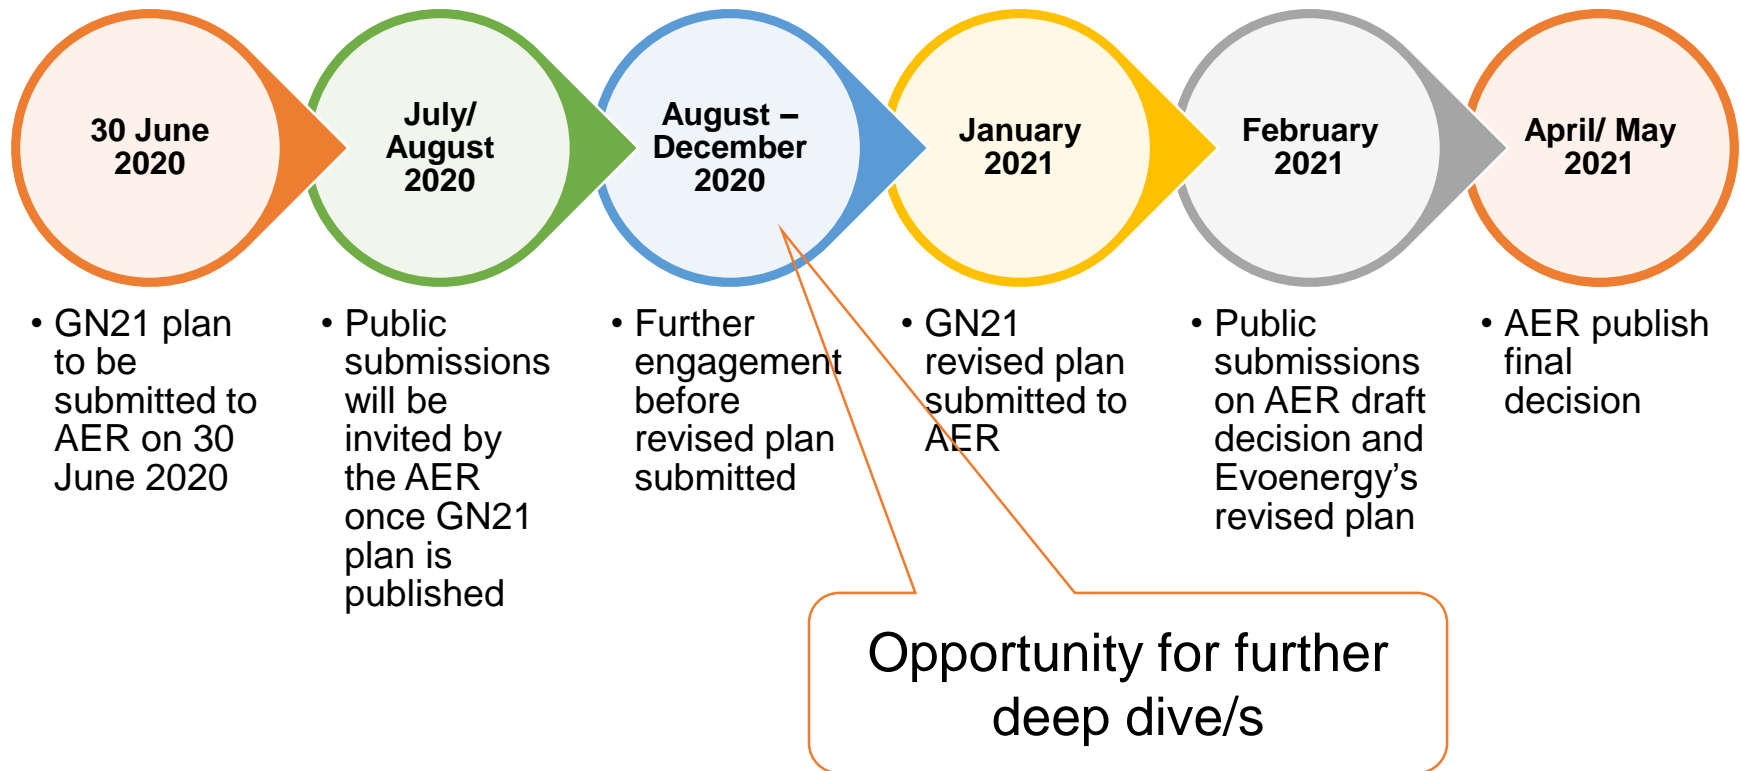 30 June
2020
July/
August
2020
August –
December
2020
January
2021
February
2021
April/ May
2021
• GN21 plan
to be
submitted to
AER on 30
June 2020
• Public
submissions
will be
invited by
the AER
once GN21
plan is
published
• Further
engagement
before
revised plan
submitted
• GN21
revised plan
submitted to
AER
• Public
submissions
on AER draft
decision and
Evoenergy’s
revised plan
• AER publish
final
decision
Opportunity for further
deep dive/s